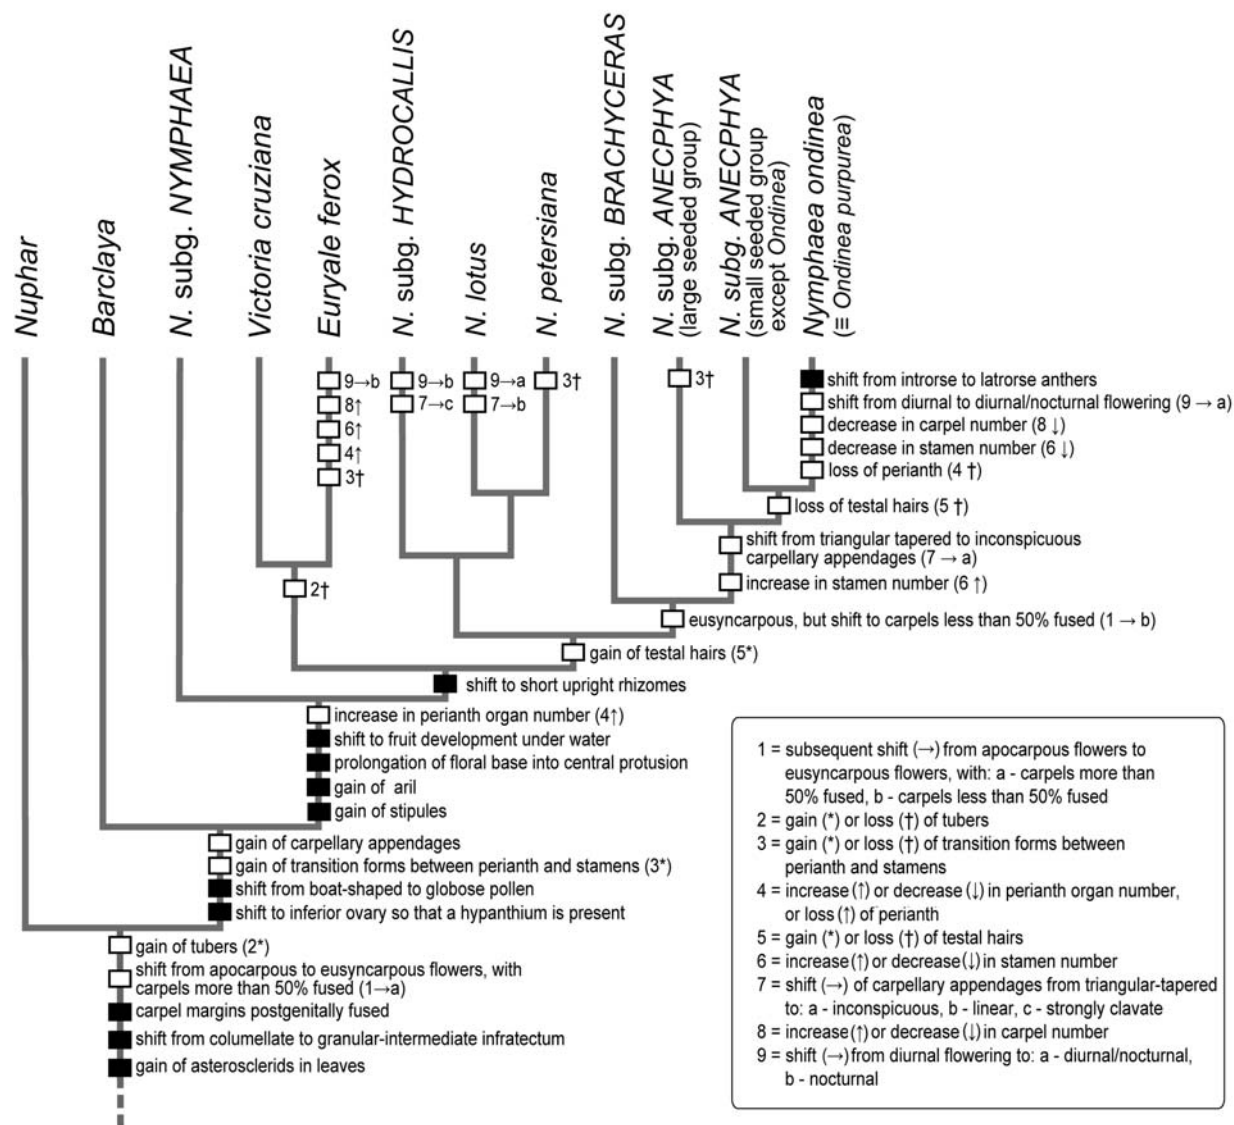 Nuphar
Barclaya
N. subg. NYMPHAEA
Victoria cruziana
Euryale ferox
N. subg. HYDROCALLIS
N. lotus
N. petersiana
N. subg. BRACHYCERAS
N. subg. ANECPHYA
(large seeded group)
N. subg. ANECPHYA
(small seeded group
except Ondinea)
Nymphaea ondinea
(≡ Ondinea purpurea)
9→b
8↑
6↑
4↑
3†
9→b
7→c
9→a
7→b
3†
3†
shift from introrse to latrorse anthers
shift from diurnal to diurnal/nocturnal flowering (9 → a)
decrease in carpel number (8 ↓)
decrease in stamen number (6 ↓)
loss of perianth (4 †)
loss of testal hairs (5 †)
shift from triangular tapered to inconspicuous
carpellary appendages (7 → a)
increase in stamen number (6 ↑)
2†
eusyncarpous, but shift to carpels less than 50% fused (1 → b)
gain of testal hairs (5*)
shift to short upright rhizomes
increase in perianth organ number (4↑)
shift to fruit development under water
prolongation of floral base into central protusion
gain of aril
gain of stipules
gain of carpellary appendages
gain of transition forms between perianth and stamens (3*)
shift from boat-shaped to globose pollen
shift to inferior ovary so that a hypanthium is present
gain of tubers (2*)
shift from apocarpous to eusyncarpous flowers, with
carpels more than 50% fused (1→a)
carpel margins postgenitally fused
shift from columellate to granular-intermediate infratectum
gain of asterosclerids in leaves
1 = subsequent shift (→) from apocarpous flowers to
eusyncarpous flowers, with: a - carpels more than
50% fused, b - carpels less than 50% fused
2 = gain (*) or loss (†) of tubers
3 = gain (*) or loss (†) of transition forms between
perianth and stamens
4 = increase (↑) or decrease (↓) in perianth organ number,
or loss (↑) of perianth
5 = gain (*) or loss (†) of testal hairs
6 = increase (↑) or decrease (↓) in stamen number
7 = shift (→) of carpellary appendages from triangular-tapered
to: a - inconspicuous, b - linear, c - strongly clavate
8 = increase (↑) or decrease (↓) in carpel number
9 = shift (→) from diurnal flowering to: a - diurnal/nocturnal,
b - nocturnal